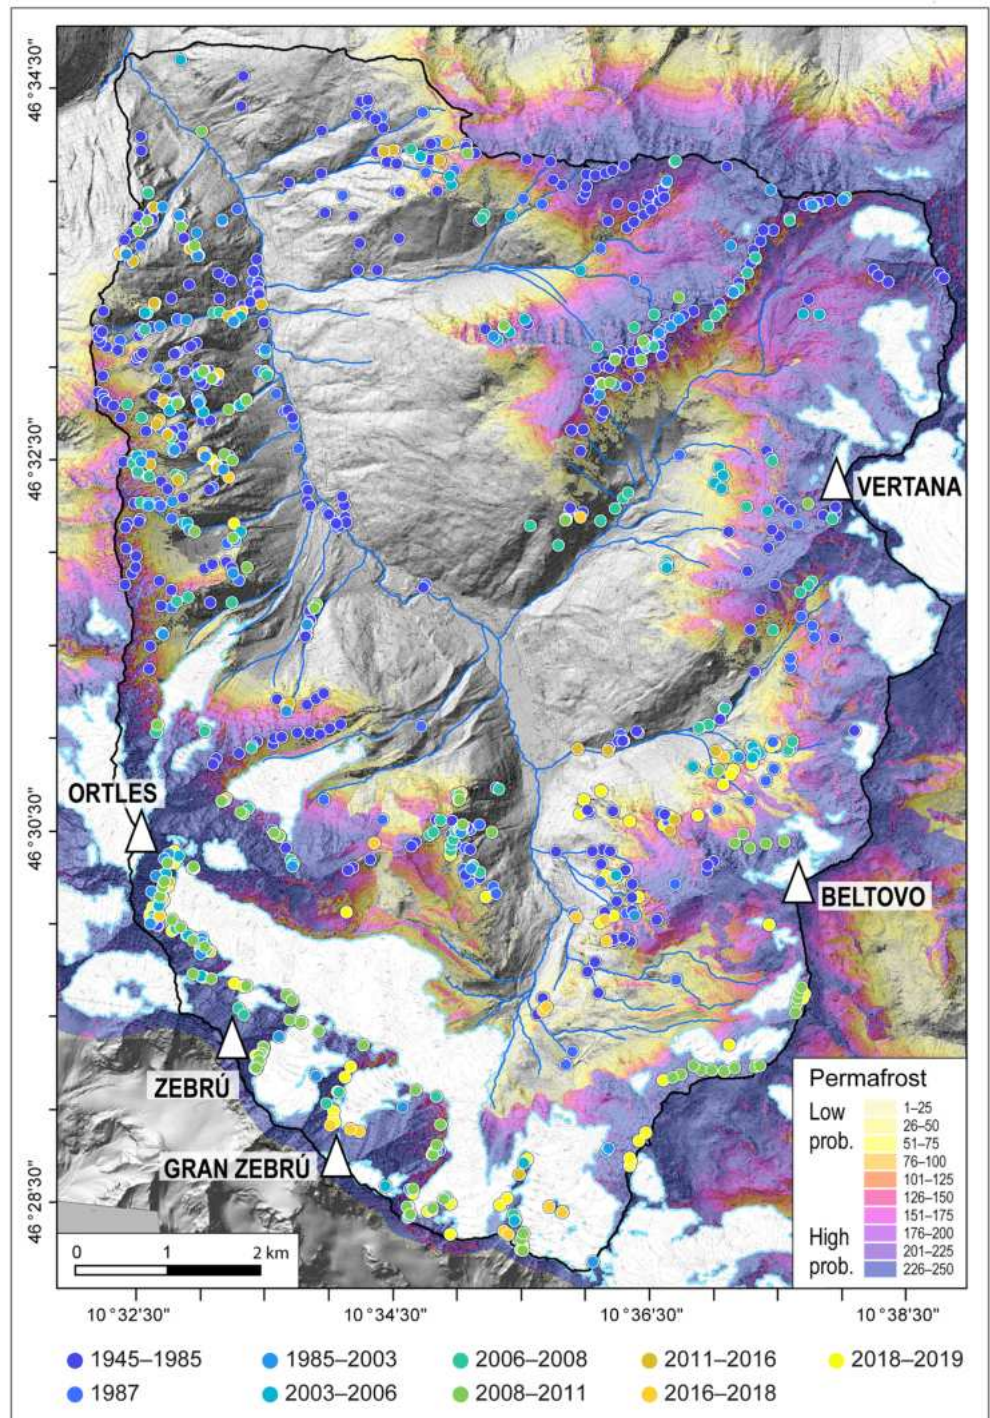 46°34'30"
46°32'30"
46°30'30"
46°28'30"
VERTANA
ORTLES
BELTOVO
ZEBRÚ
GRAN ZEBRÚ
Permafrost
Low prob.
1–25
26–50
51–75
76–100
101–125
126–150
151–175
High prob.
176–200
201–225
226–250
0 1 2 km
10°32'30" 10°34'30" 10°36'30" 10°38'30"
1945–1985 1985–2003 2006–2008 2011–2016 2018–2019
1987 2003–2006 2008–2011 2016–2018